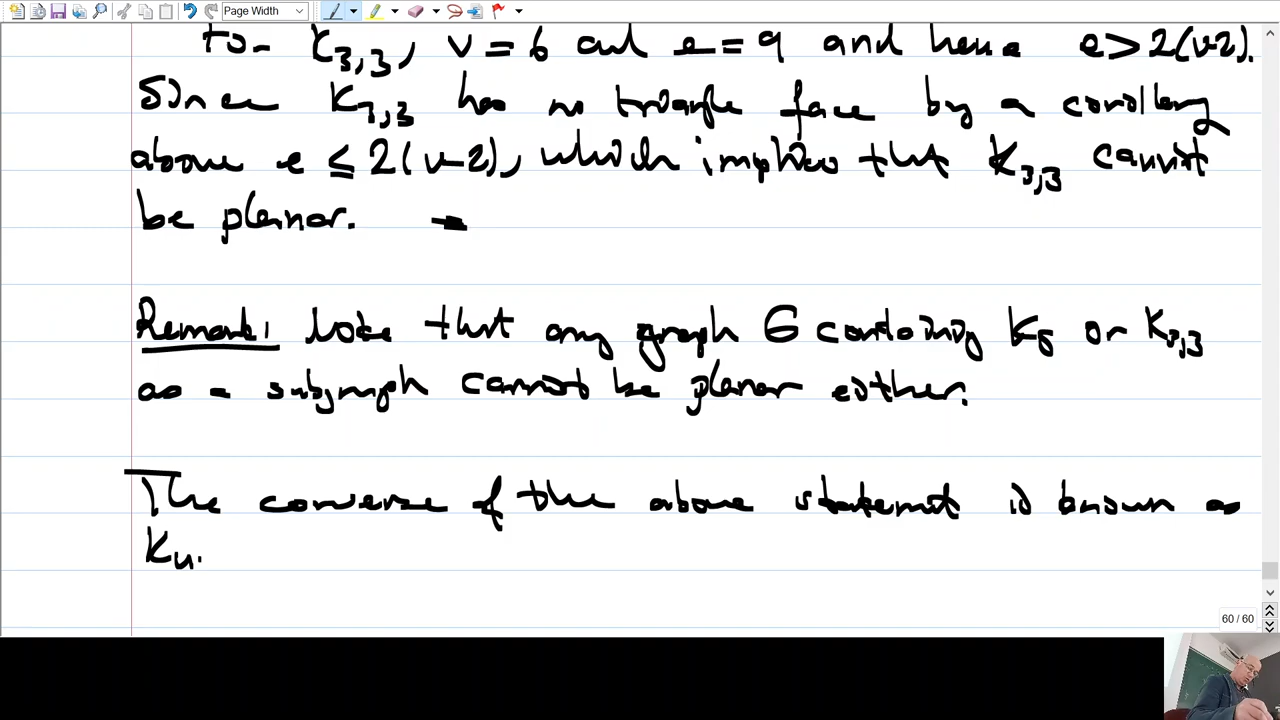 Page Width
for K3,3, v = 6 and e = 9 and hence e > 2(v-2).
Since K3,3 has no triangle face by a corollary
above e ≤ 2(v-2), which implies that K3,3 cannot
be planar.
Remark: Note that any graph G containing K5 or K3,3
as a subgraph cannot be planar either.
The converse of the above statement is known as
Ku
60 / 60